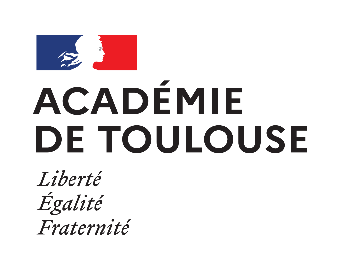 ACADÉMIE
DE TOULOUSE
Liberté
Égalité
Fraternité